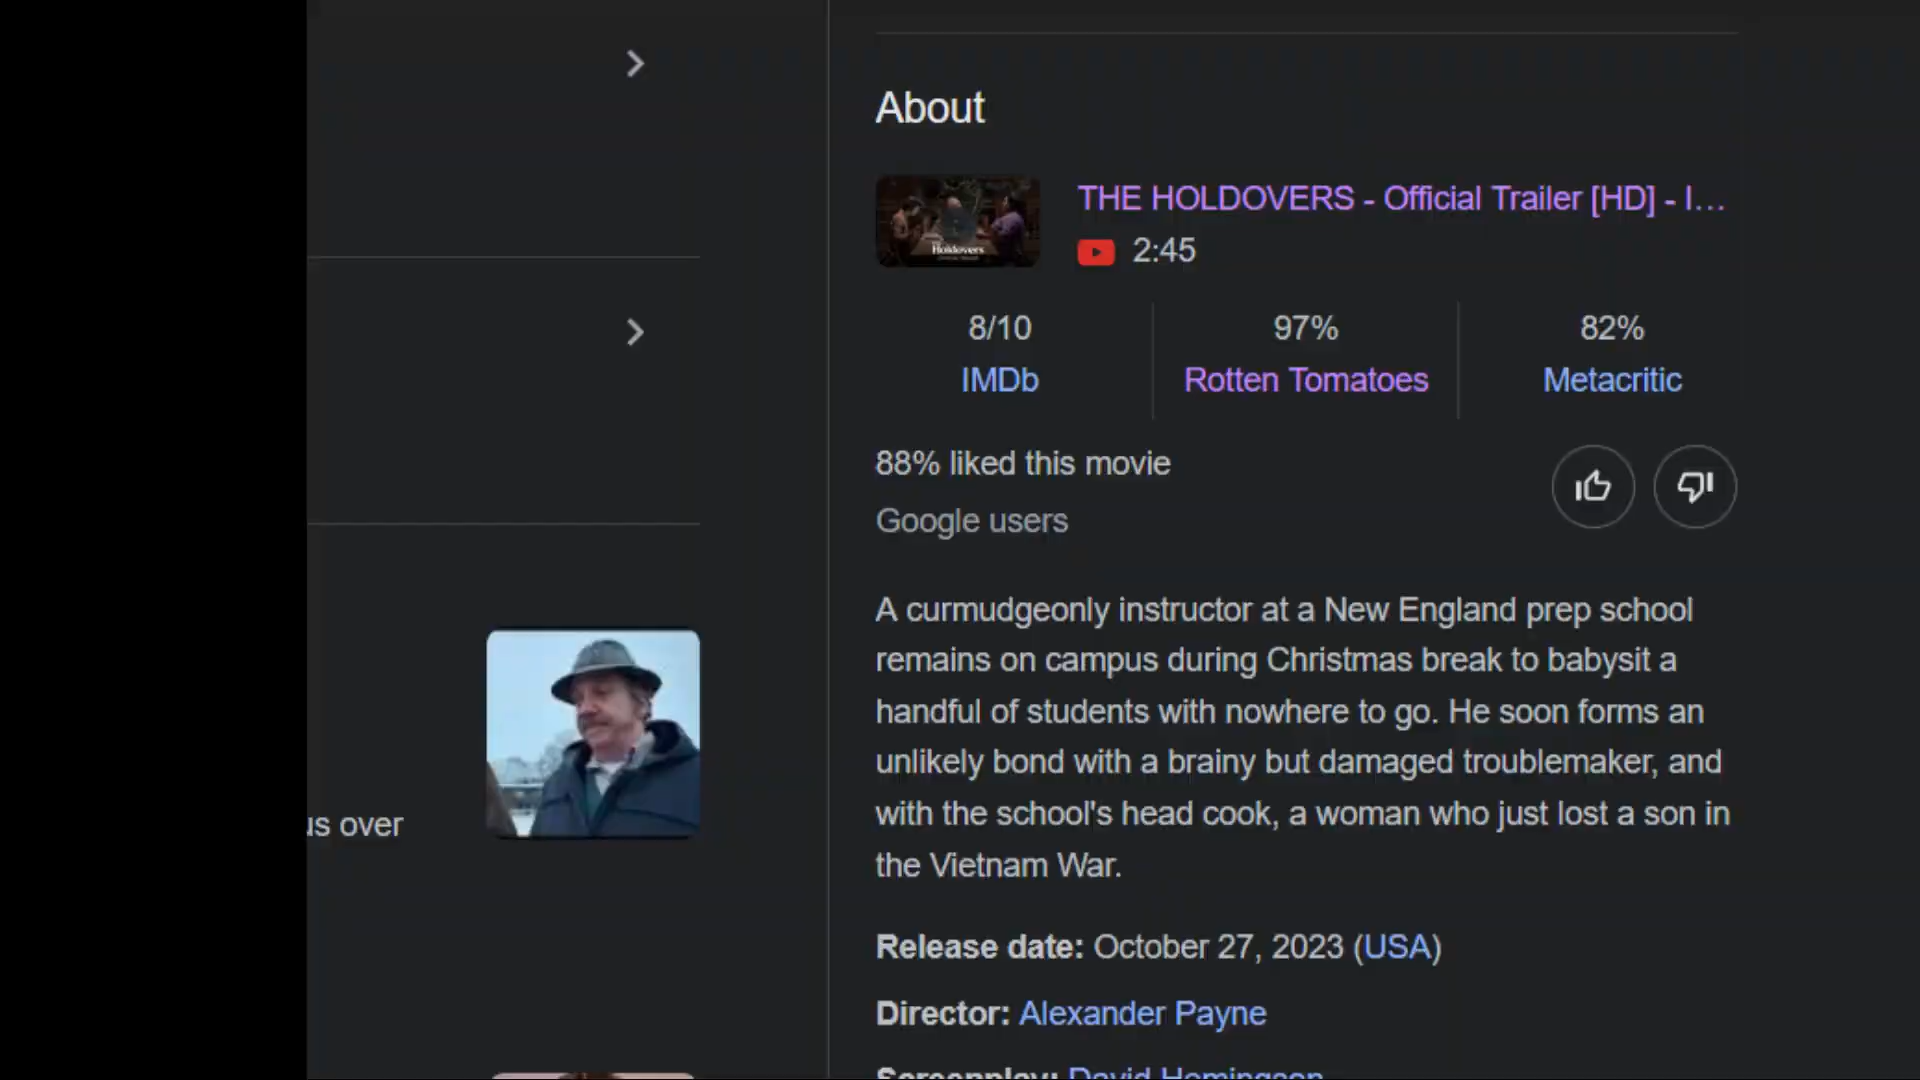 About
THE HOLDOVERS - Official Trailer [HD] - I...
Holdovers
2:45
8/10
97%
82%
IMDb
Rotten Tomatoes
Metacritic
88% liked this movie
Google users
A curmudgeonly instructor at a New England prep school
remains on campus during Christmas break to babysit a
handful of students with nowhere to go. He soon forms an
unlikely bond with a brainy but damaged troublemaker, and
with the school's head cook, a woman who just lost a son in
the Vietnam War.
us over
Release date: October 27, 2023 (USA)
Director: Alexander Payne
Screenplay: David Hemingson